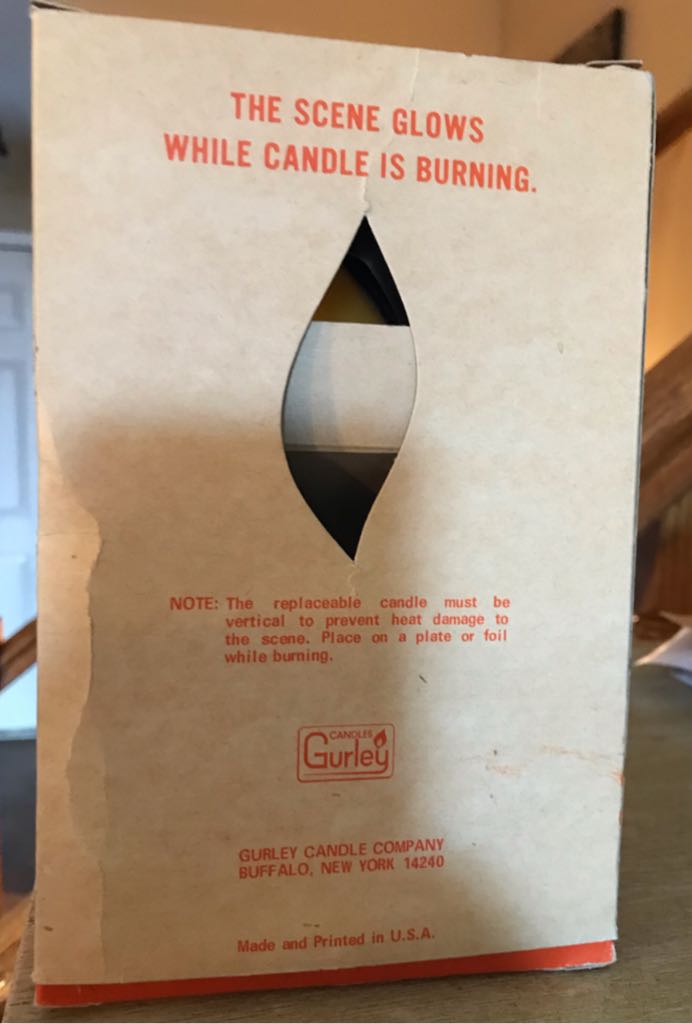 THE SCENE GLOWS
WHILE CANDLE IS BURNING.
NOTE: The replaceable candle must be
vertical to prevent heat damage to
the scene. Place on a plate or foil
while burning.
CANDLES
Gurley
GURLEY CANDLE COMPANY
BUFFALO, NEW YORK 14240
Made and Printed in U.S.A.